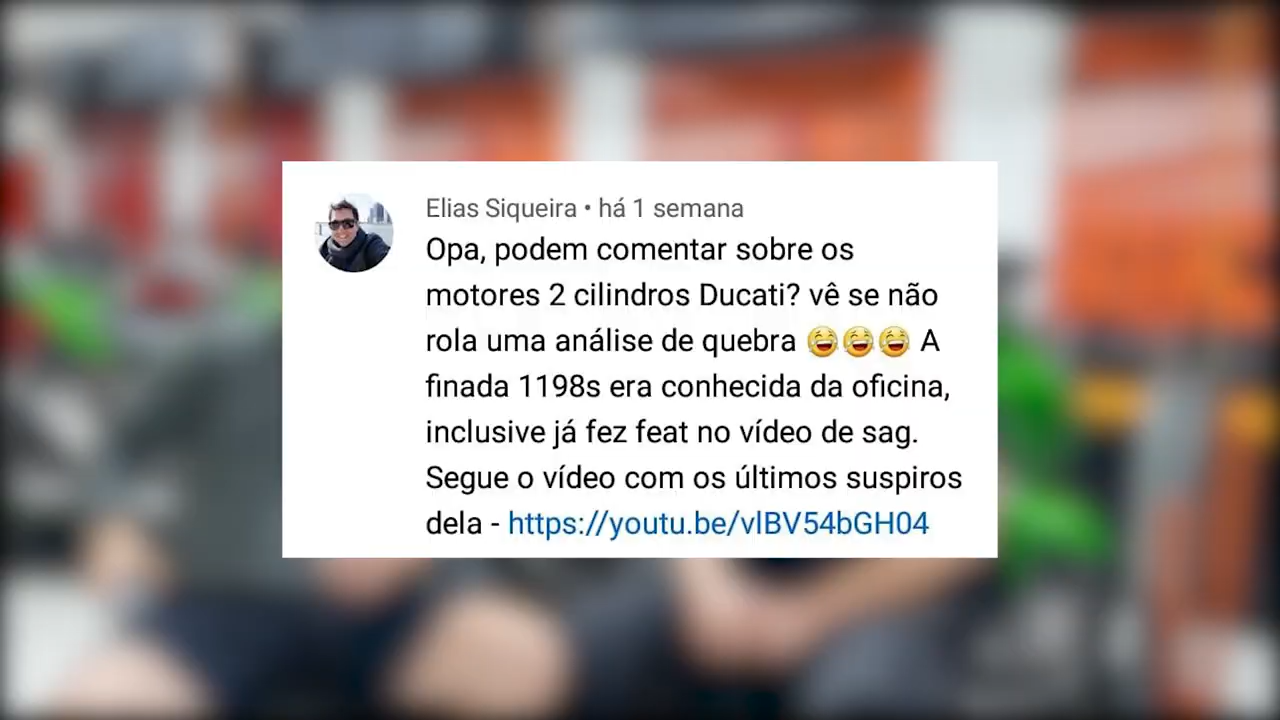 Elias Siqueira • há 1 semana
Opa, podem comentar sobre os
motores 2 cilindros Ducati? vê se não
rola uma análise de quebra 😂😂😂 A
finada 1198s era conhecida da oficina,
inclusive já fez feat no vídeo de sag.
Segue o vídeo com os últimos suspiros
dela - https://youtu.be/vlBV54bGH04